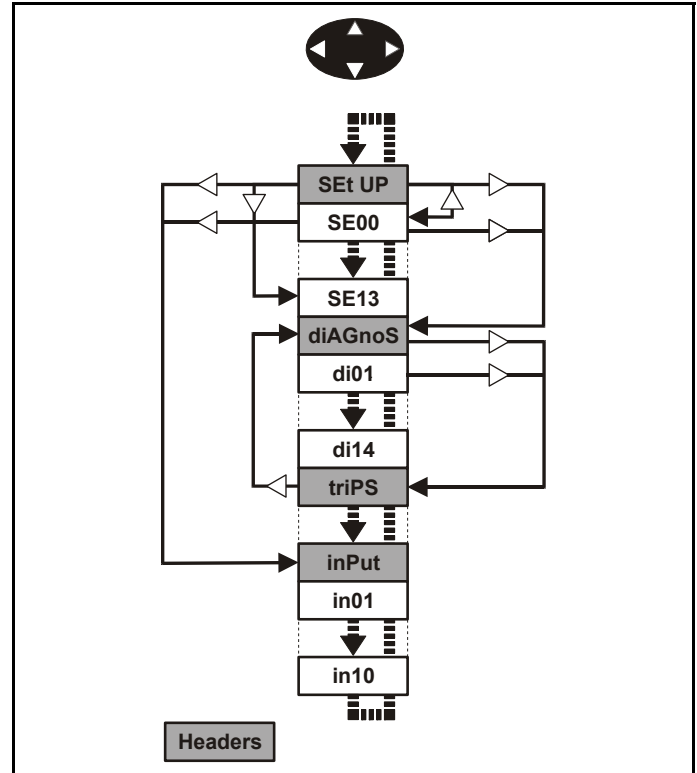 SEt UP
SE00
SE13
diAGnoS
di01
di14
triPS
inPut
in01
in10
Headers